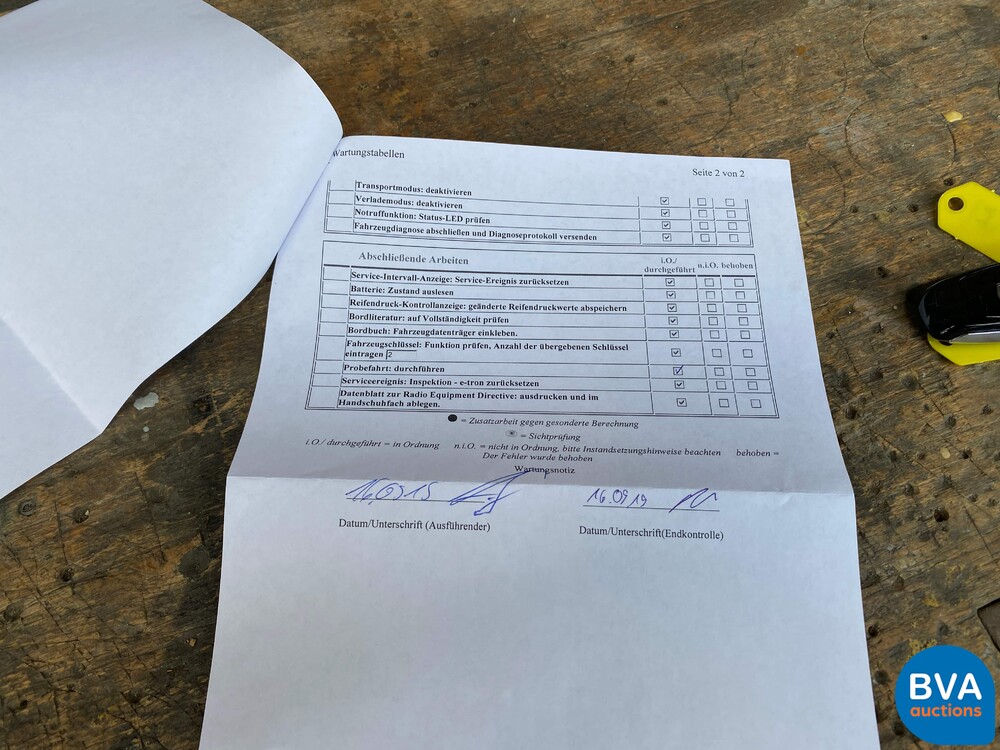 Wartungstabellen
Seite 2 von 2
Transportmodus: deaktivieren
Verlademodus: deaktivieren
Notruffunktion: Status-LED prüfen
Fahrzeugdiagnose abschließen und Diagnoseprotokoll versenden
Abschließende Arbeiten
i.O./ durchgeführt n.i.O. behoben
Service-Intervall-Anzeige: Service-Ereignis zurücksetzen
Batterie: Zustand auslesen
Reifendruck-Kontrollanzeige: geänderte Reifendruckwerte abspeichern
Bordliteratur: auf Vollständigkeit prüfen
Bordbuch: Fahrzeugdatenträger einkleben.
Fahrzeugschlüssel: Funktion prüfen, Anzahl der übergebenen Schlüssel
eintragen 2
Probefahrt: durchführen
Serviceereignis: Inspektion - e-tron zurücksetzen
Datenblatt zur Radio Equipment Directive: ausdrucken und im
Handschuhfach ablegen.
= Zusatzarbeit gegen gesonderte Berechnung
= Sichtprüfung
i.O./ durchgeführt = in Ordnung n.i.O. = nicht in Ordnung, bitte Instandsetzungshinweise beachten behoben =
Der Fehler wurde behoben
Wartungsnotiz
16.09.19
Datum/Unterschrift (Ausführender)
Datum/Unterschrift(Endkontrolle)
BVA
auctions